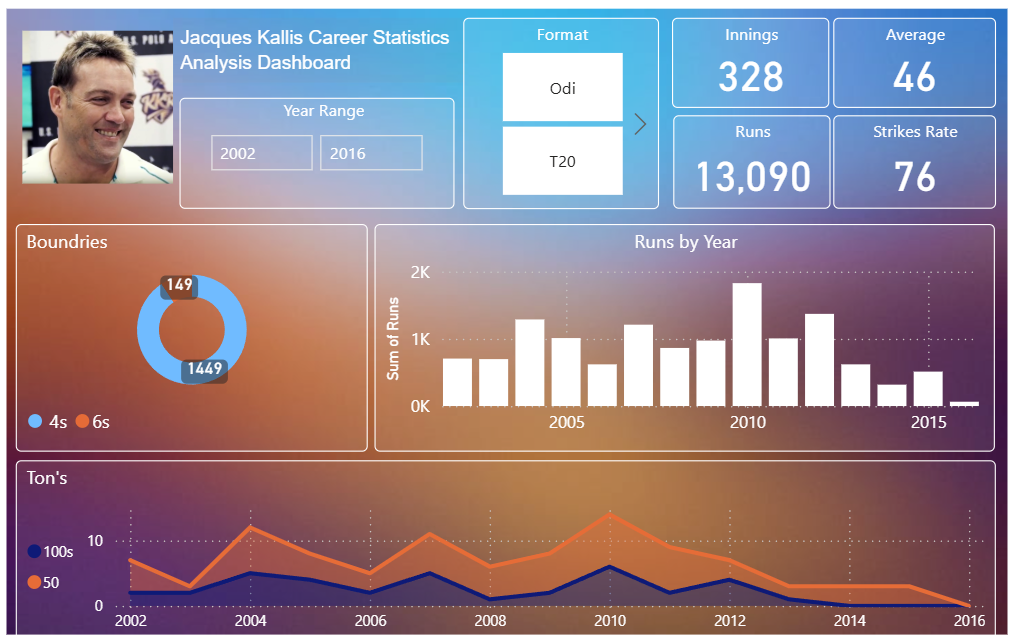 Jacques Kallis Career Statistics
Analysis Dashboard
Year Range
2002 2016
Format
Odi
T20
Innings
328
Average
46
Runs
13,090
Strikes Rate
76
U.S. POLO A
KKR
U.S.
Boundries
149
1449
4s 6s
Runs by Year
Sum of Runs
2K
1K
0K
2005 2010 2015
Ton's
100s
50
10
0
2002 2004 2006 2008 2010 2012 2014 2016